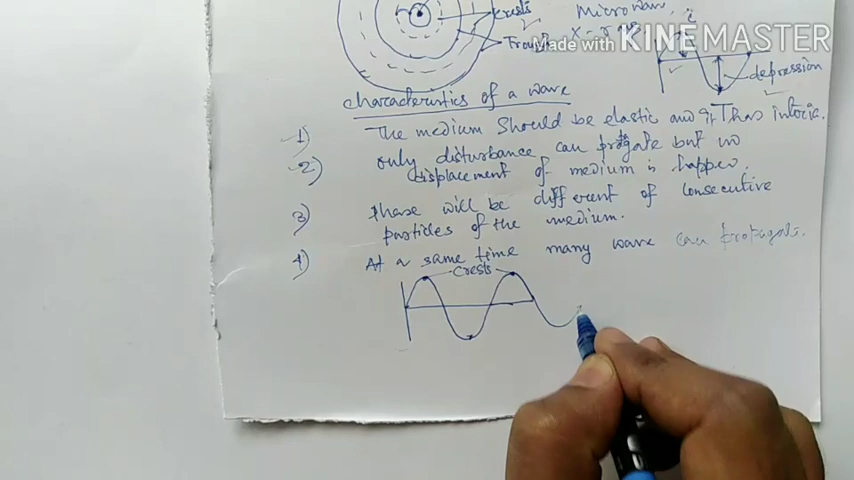 Crests
Microwave
Trough
X-rays
Made with KINEMASTER
depression
Characteristics of a wave
1) The medium should be elastic and it has
2) only disturbance can propagate but no
displacement of medium is happen.
3) Phase will be different of consecutive
particles of the medium.
4) At a same time many wave can propagate.
Crests